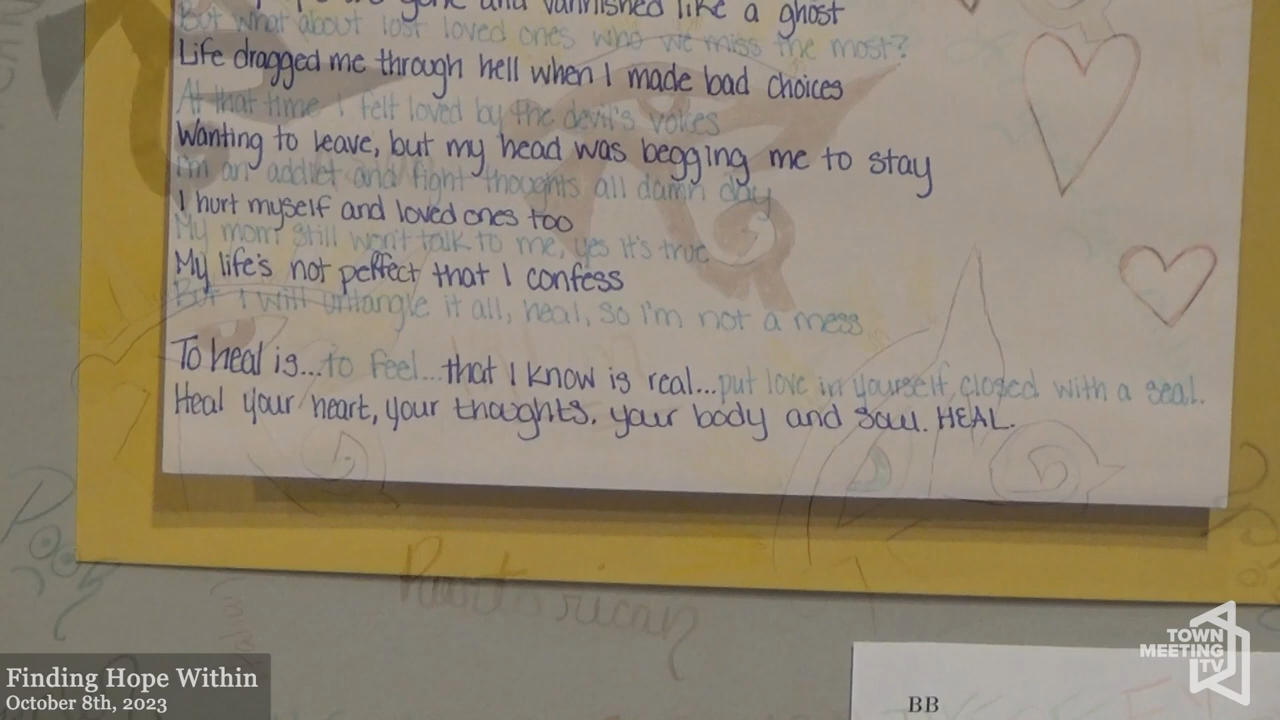 gone and vannished like a ghost
But what about lost loved ones who we miss the most?
Life dragged me through hell when I made bad choices
At that time I felt loved by the devil's voices
Wanting to leave, but my head was begging me to stay
I'm an addict and fight thoughts all damn day
I hurt myself and loved ones too
My mom still won't talk to me, yes it's true
My life's not peffect that I confess
But I will untangle it all, heal, so I'm not a mess
To heal is...to feel...that I know is real...put love in yourself, closed with a seal.
Heal your heart, your thoughts, your body and soul. HEAL.
Pooh
rican
BB
Finding Hope Within
October 8th, 2023
TOWN
MEETING
TV